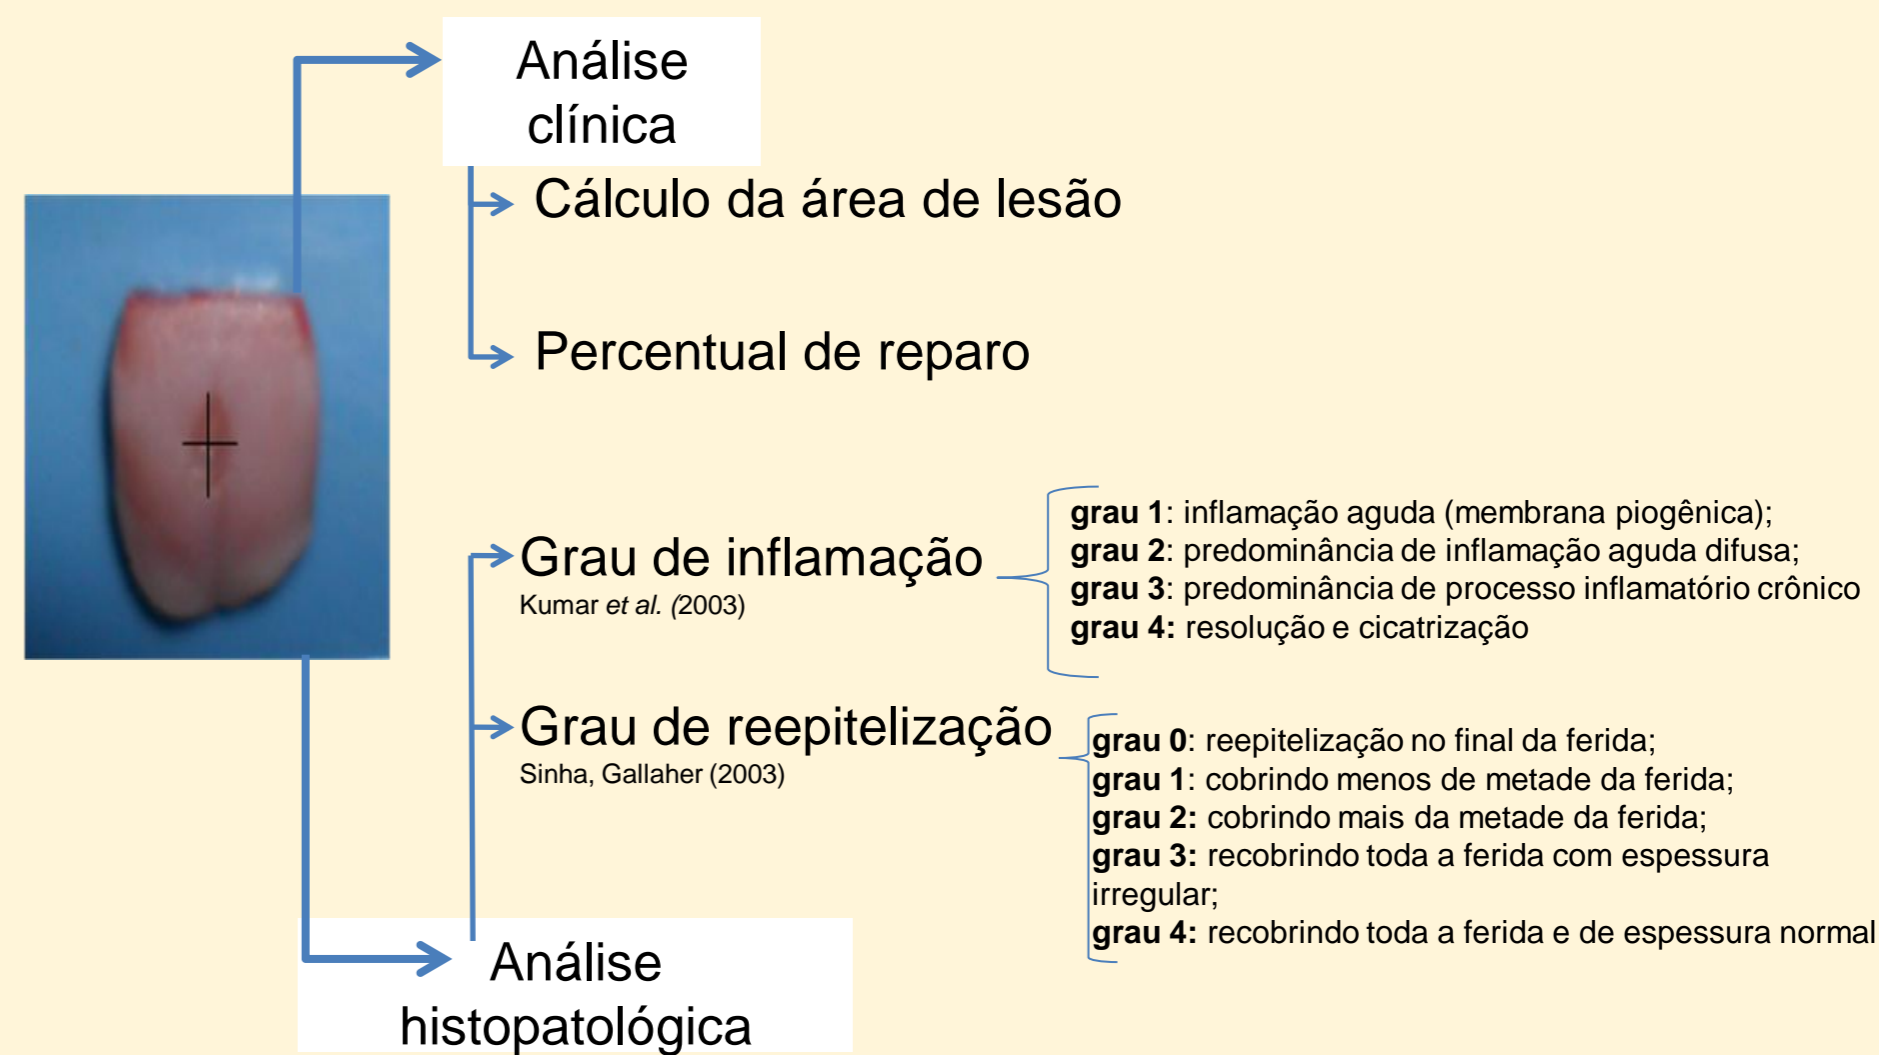 Análise
clínica
Cálculo da área de lesão
Percentual de reparo
Grau de inflamação
Kumar et al. (2003)
grau 1: inflamação aguda (membrana piogênica);
grau 2: predominância de inflamação aguda difusa;
grau 3: predominância de processo inflamatório crônico
grau 4: resolução e cicatrização
Grau de reepitelização
Sinha, Gallaher (2003)
grau 0: reepitelização no final da ferida;
grau 1: cobrindo menos de metade da ferida;
grau 2: cobrindo mais da metade da ferida;
grau 3: recobrindo toda a ferida com espessura
irregular;
grau 4: recobrindo toda a ferida e de espessura normal
Análise
histopatológica